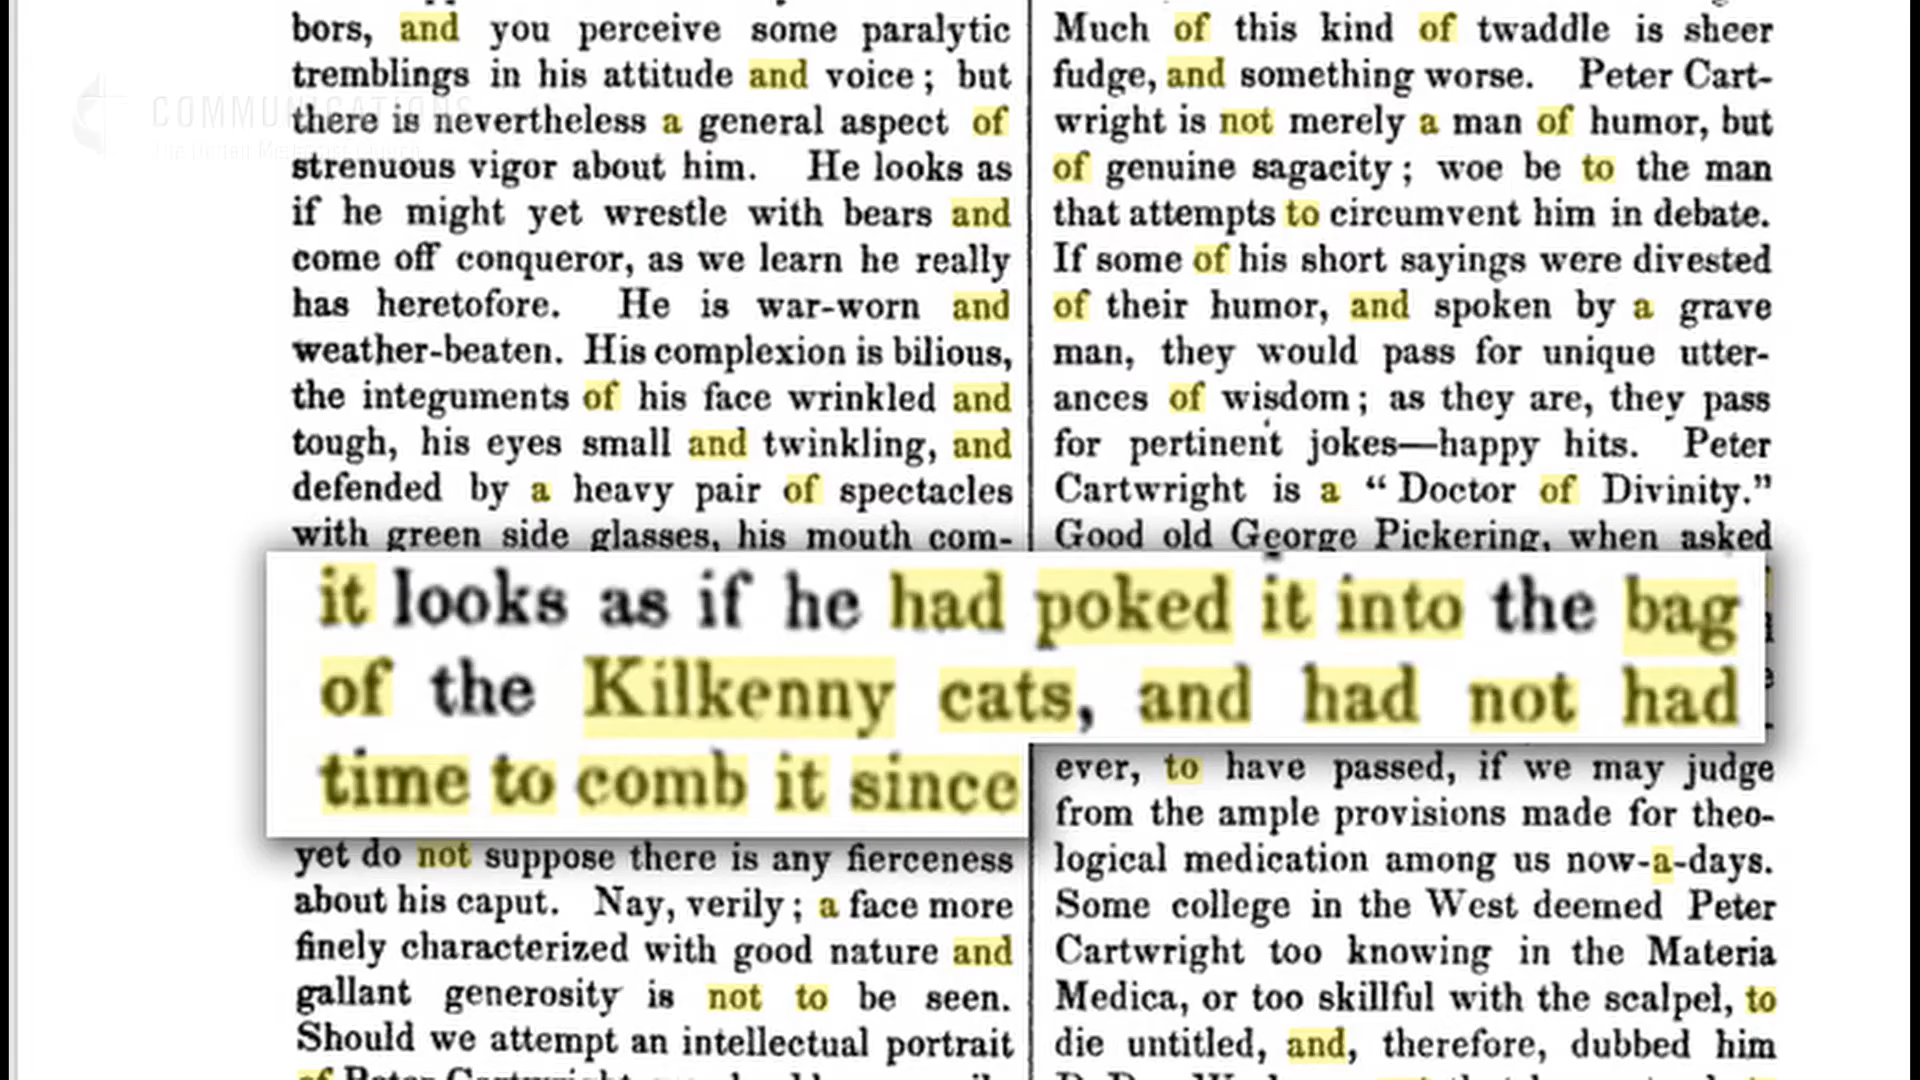 COMMUNICATIONS
The United Methodist Church
bors, and you perceive some paralytic
tremblings in his attitude and voice; but
there is nevertheless a general aspect of
strenuous vigor about him. He looks as
if he might yet wrestle with bears and
come off conqueror, as we learn he really
has heretofore. He is war-worn and
weather-beaten. His complexion is bilious,
the integuments of his face wrinkled and
tough, his eyes small and twinkling, and
defended by a heavy pair of spectacles
with green side glasses, his mouth com-
it looks as if he had poked it into the bag
of the Kilkenny cats, and had not had
time to comb it since
yet do not suppose there is any fierceness
about his caput. Nay, verily; a face more
finely characterized with good nature and
gallant generosity is not to be seen.
Should we attempt an intellectual portrait
of Peter Cartwright
Much of this kind of twaddle is sheer
fudge, and something worse. Peter Cart-
wright is not merely a man of humor, but
of genuine sagacity; woe be to the man
that attempts to circumvent him in debate.
If some of his short sayings were divested
of their humor, and spoken by a grave
man, they would pass for unique utter-
ances of wisdom; as they are, they pass
for pertinent jokes—happy hits. Peter
Cartwright is a "Doctor of Divinity."
Good old George Pickering, when asked
ever, to have passed, if we may judge
from the ample provisions made for theo-
logical medication among us now-a-days.
Some college in the West deemed Peter
Cartwright too knowing in the Materia
Medica, or too skillful with the scalpel, to
die untitled, and, therefore, dubbed him